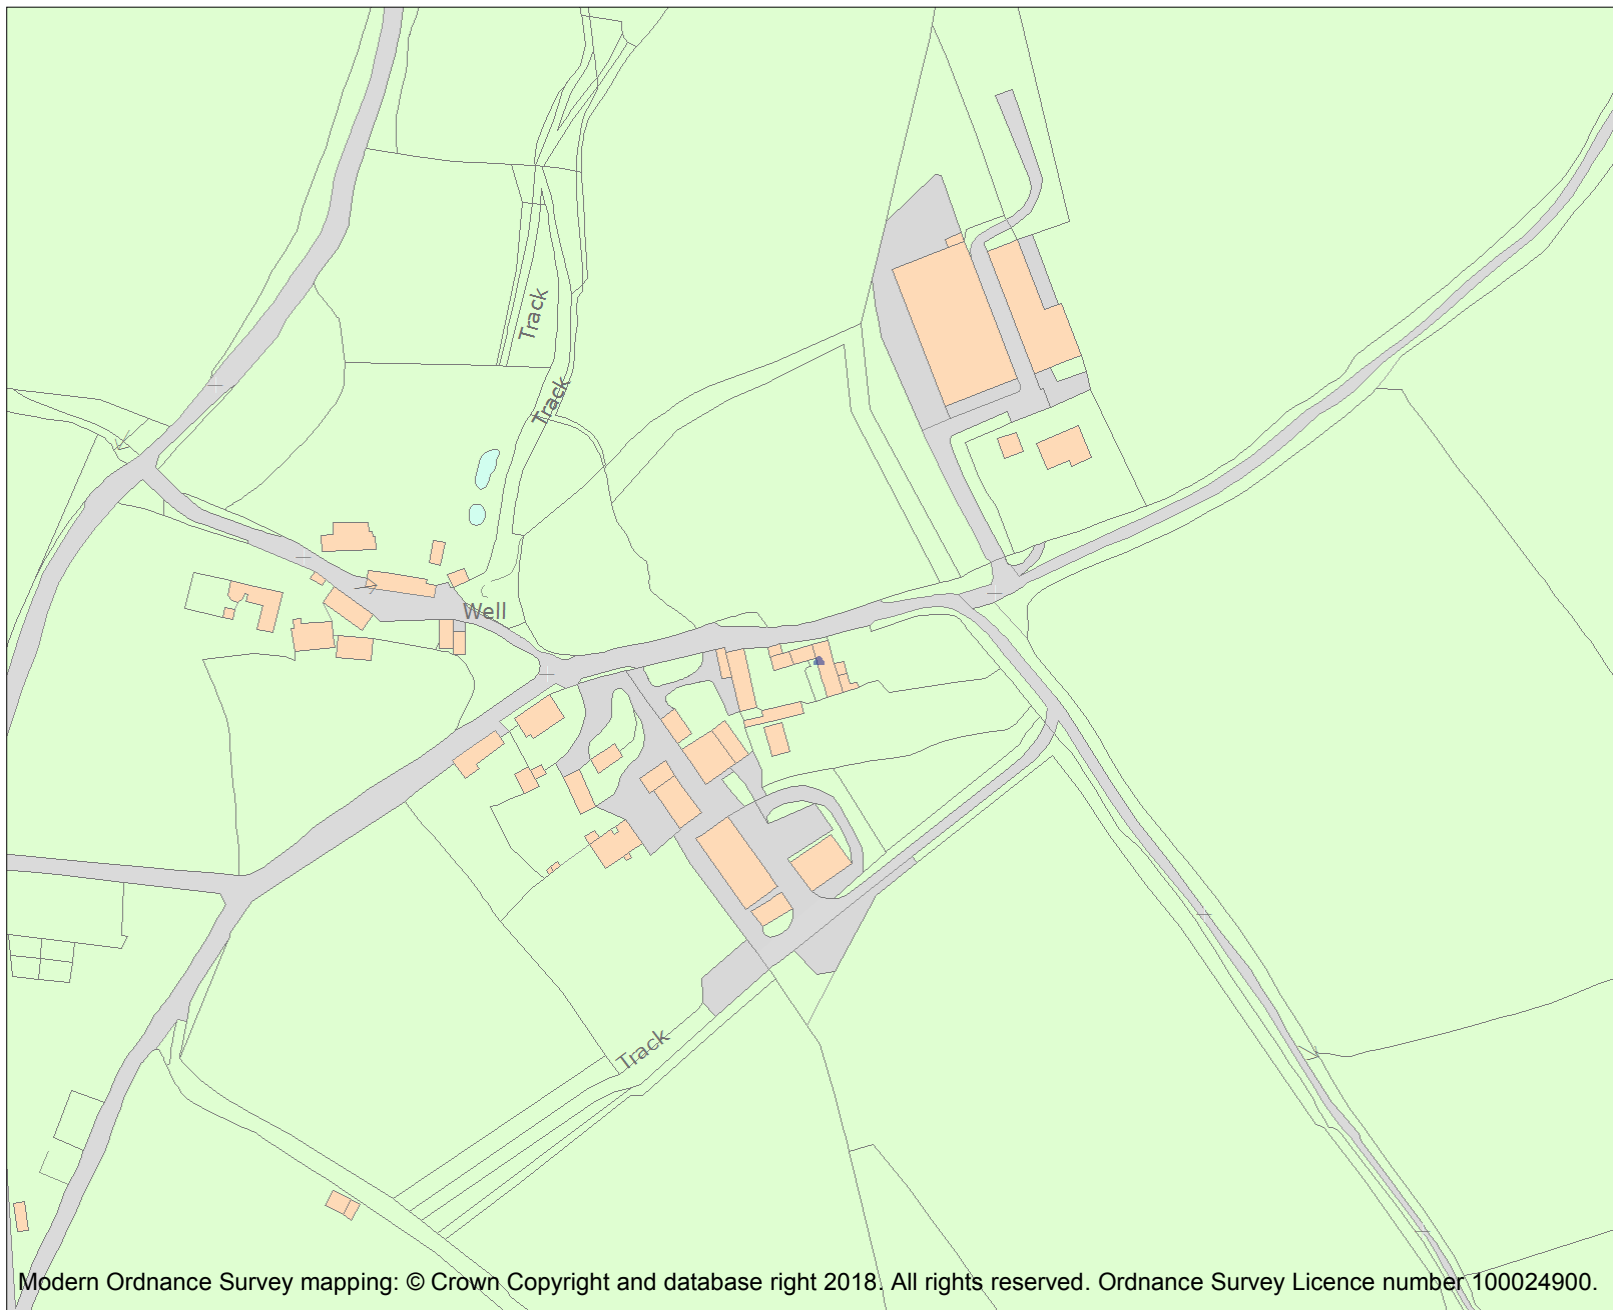 Track
Track
Well
Track
Modern Ordnance Survey mapping: © Crown Copyright and database right 2018. All rights reserved. Ordnance Survey Licence number 100024900.